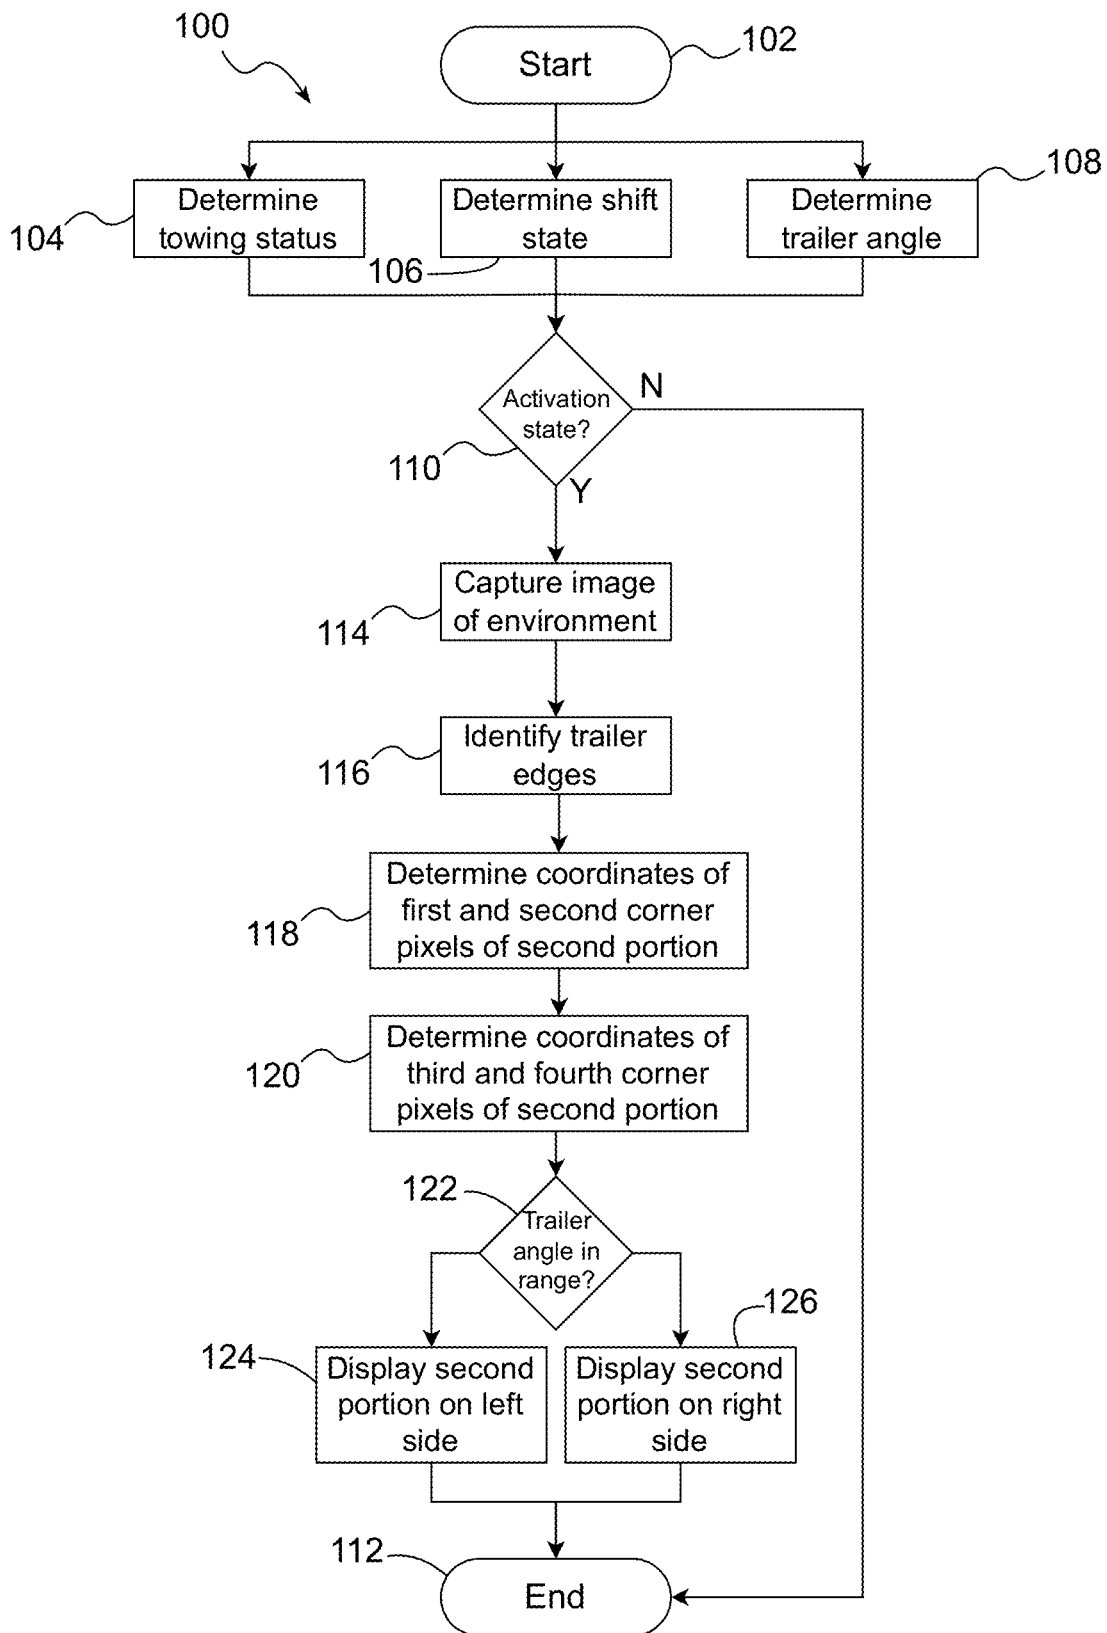 100
Start
102
Determine
towing status
104
Determine shift
state
106
Determine
trailer angle
108
Activation
state?
110
N
Y
Capture image
of environment
114
Identify trailer
edges
116
Determine coordinates of
first and second corner
pixels of second portion
118
Determine coordinates of
third and fourth corner
pixels of second portion
120
122
Trailer
angle in
range?
124
Display second
portion on left
side
126
Display second
portion on right
side
112
End